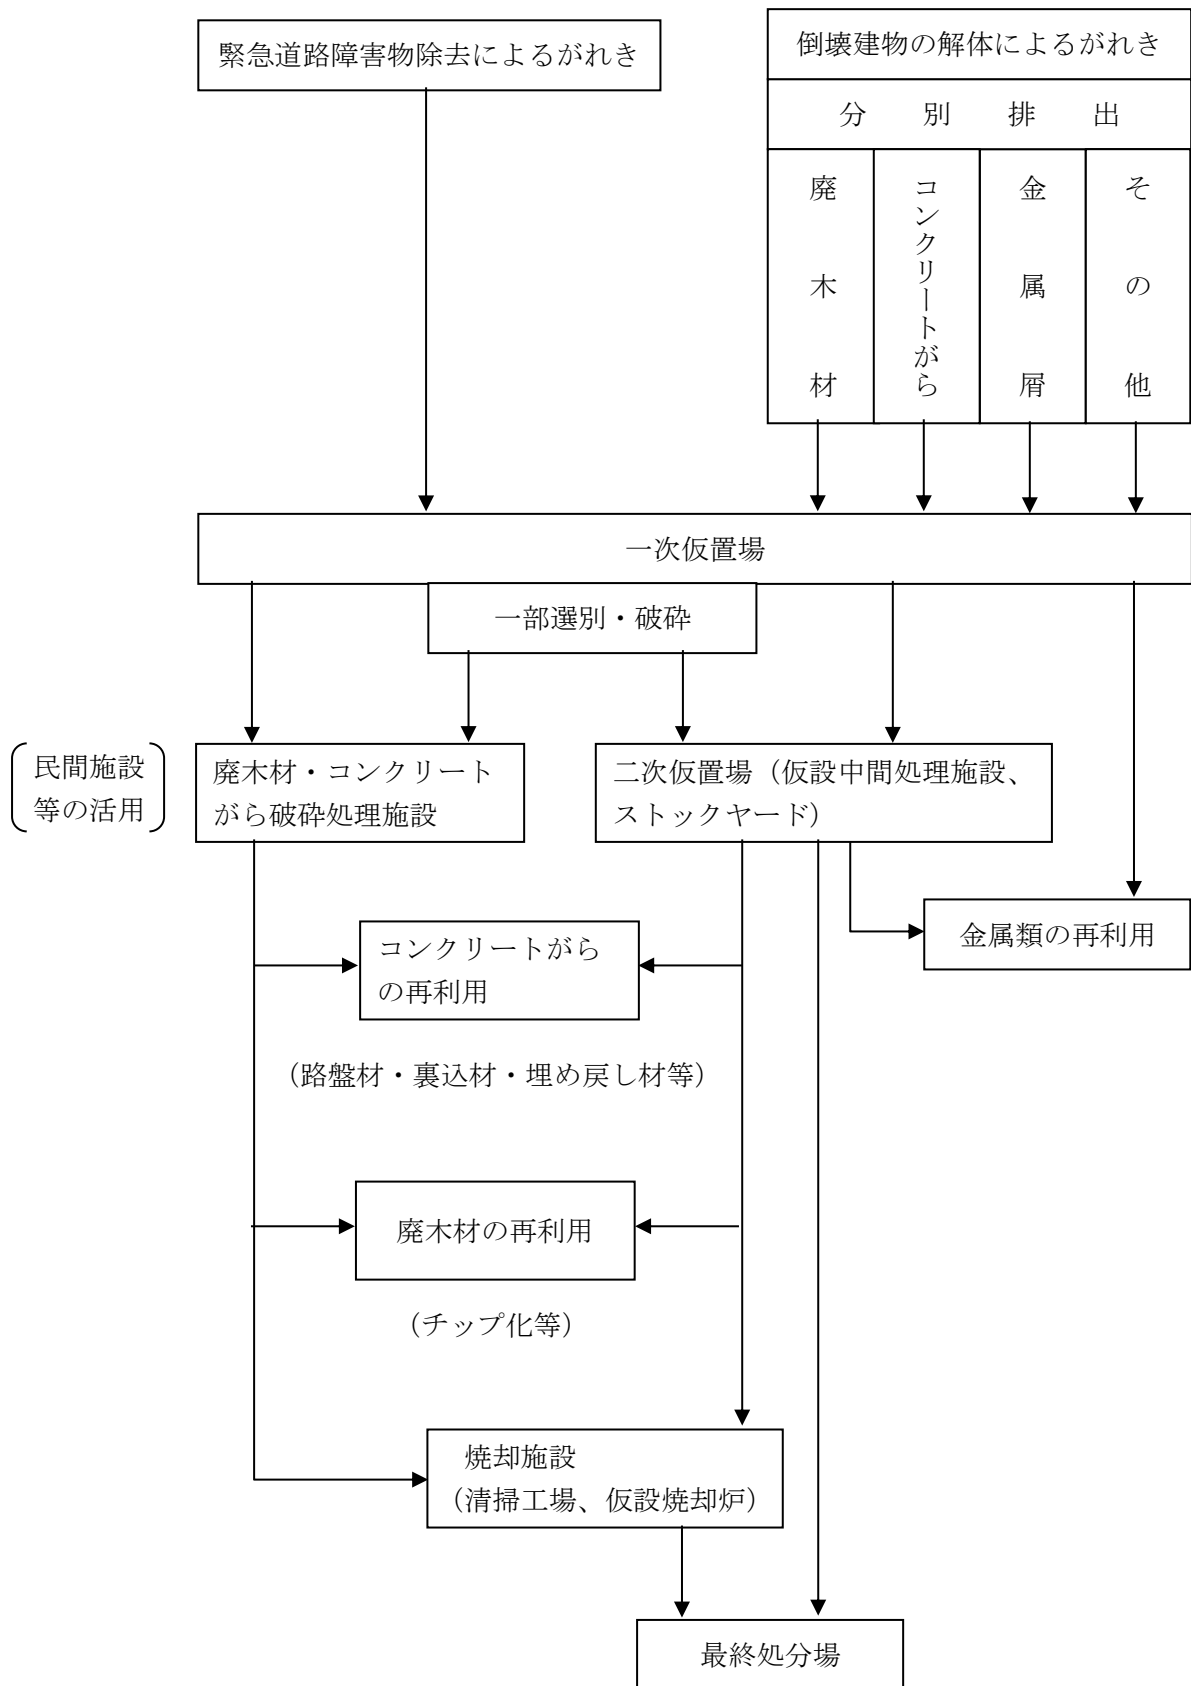 緊急道路障害物除去によるがれき
倒壊建物の解体によるがれき
分別排出
廃木材
コンクリートがら
金属屑
その他
一次仮置場
一部選別・破砕
民間施設
等の活用
廃木材・コンクリート
がら破砕処理施設
二次仮置場（仮設中間処理施設、
ストックヤード）
金属類の再利用
コンクリートがら
の再利用
（路盤材・裏込材・埋め戻し材等）
廃木材の再利用
（チップ化等）
焼却施設
（清掃工場、仮設焼却炉）
最終処分場